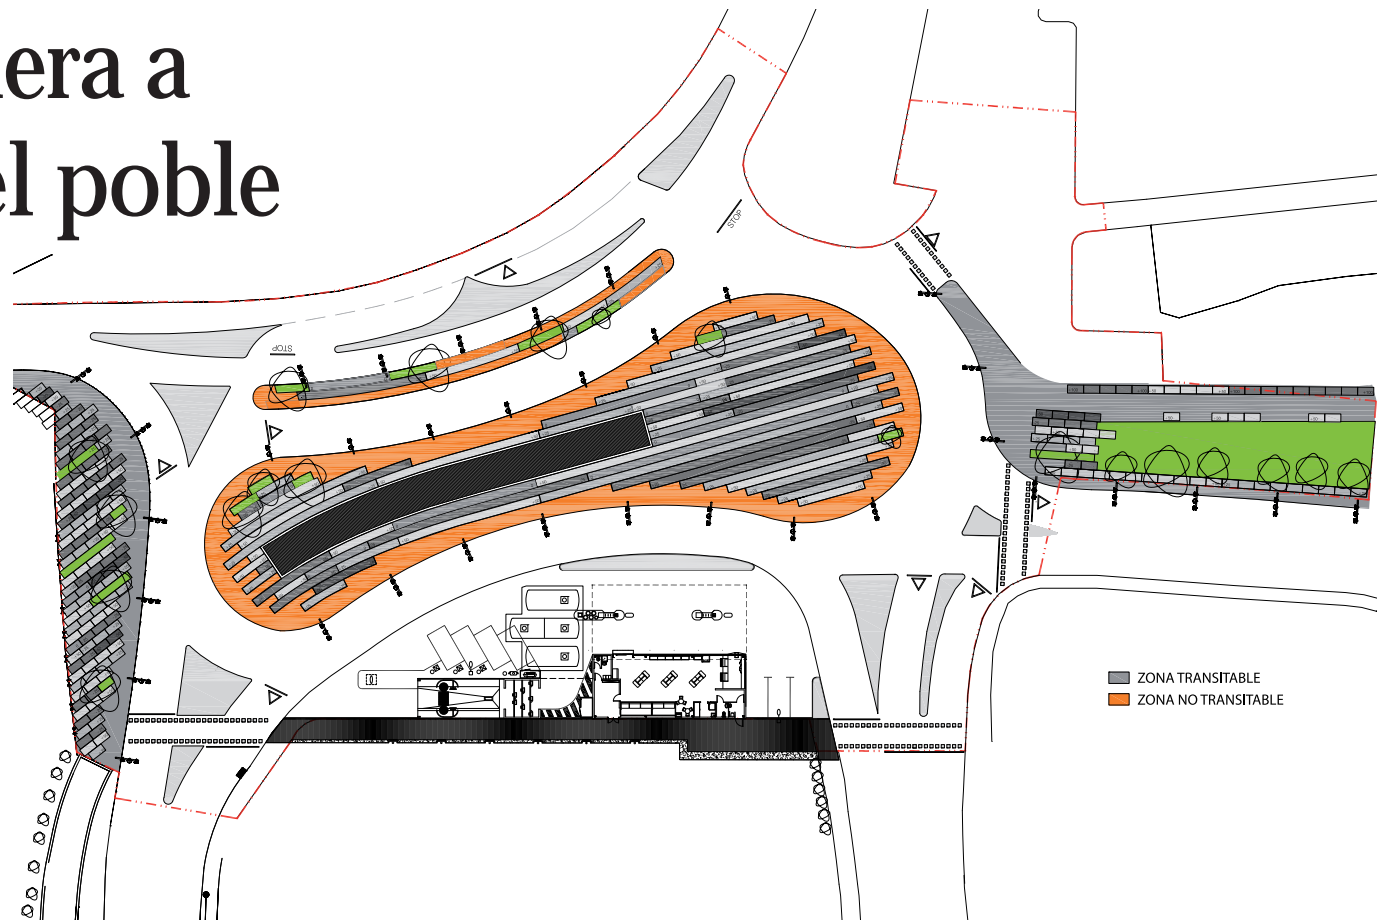 era a
el poble
STOP
STOP
ZONA TRANSITABLE
ZONA NO TRANSITABLE